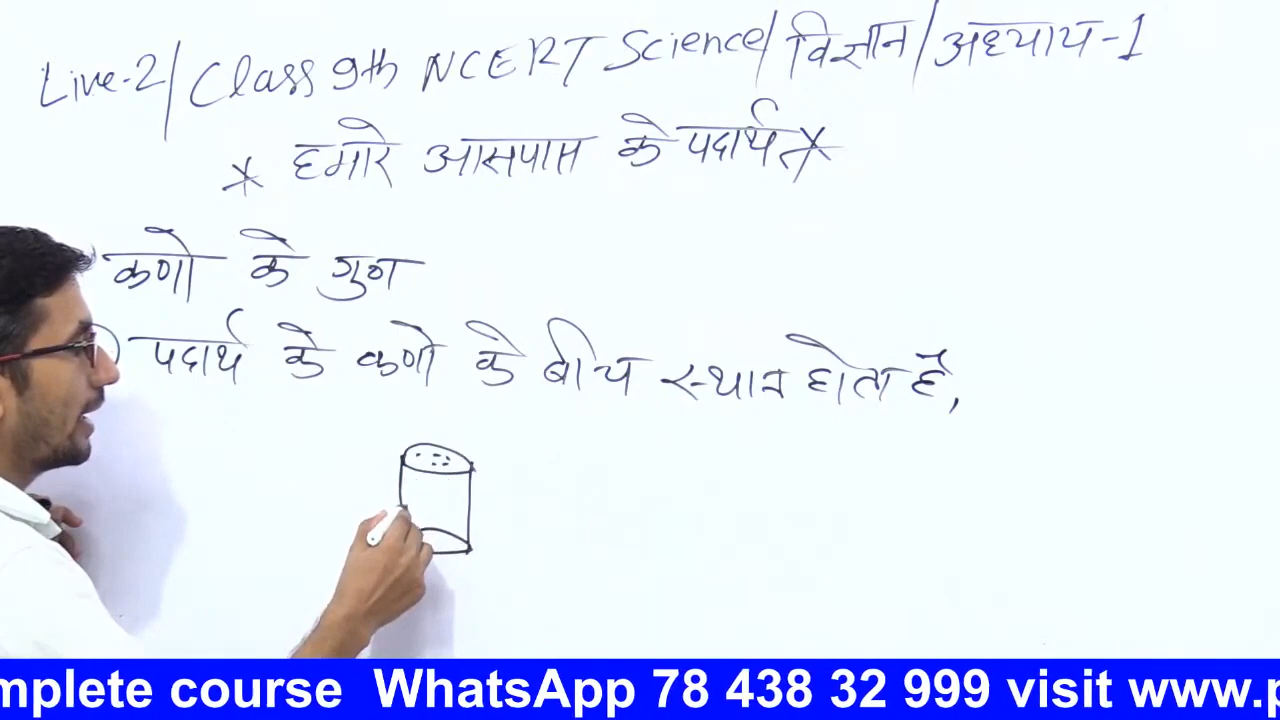 Live-2/Class 9th NCERT Science/विज्ञान/अध्याय-1
* हमारे आसपास के पदार्थ *
कणो के गुण
पदार्थ के कणो के बीच स्थान होता है,
mplete course WhatsApp 78 438 32 999 visit www.p